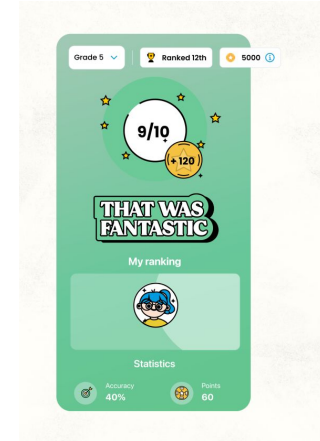 Grade 5
Ranked 12th
5000
9/10
+120
THAT WAS
FANTASTIC
My ranking
Statistics
Accuracy
40%
Points
60